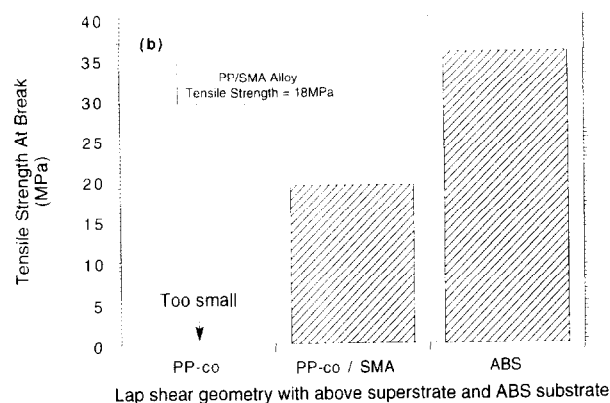 40
(b)
35
PP/SMA Alloy
Tensile Strength = 18MPa
30
25
20
15
10
5
0
Tensile Strength At Break
(MPa)
Too small
PP-co
PP-co / SMA
ABS
Lap shear geometry with above superstrate and ABS substrate